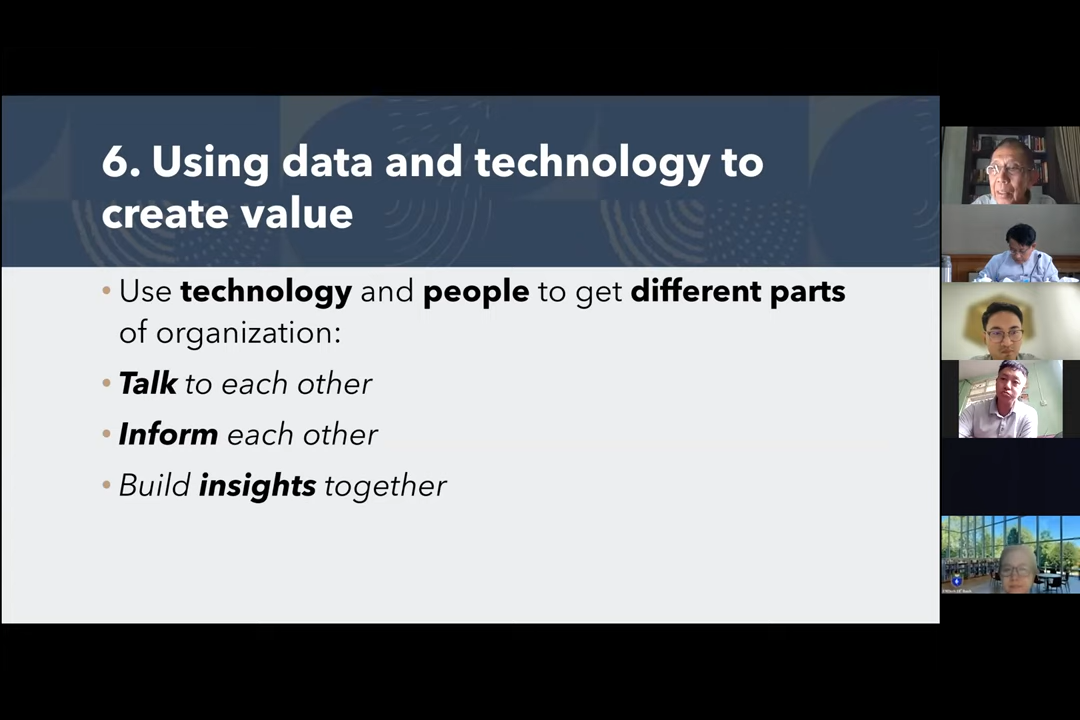 6. Using data and technology to
create value
• Use technology and people to get different parts
of organization:
• Talk to each other
• Inform each other
• Build insights together